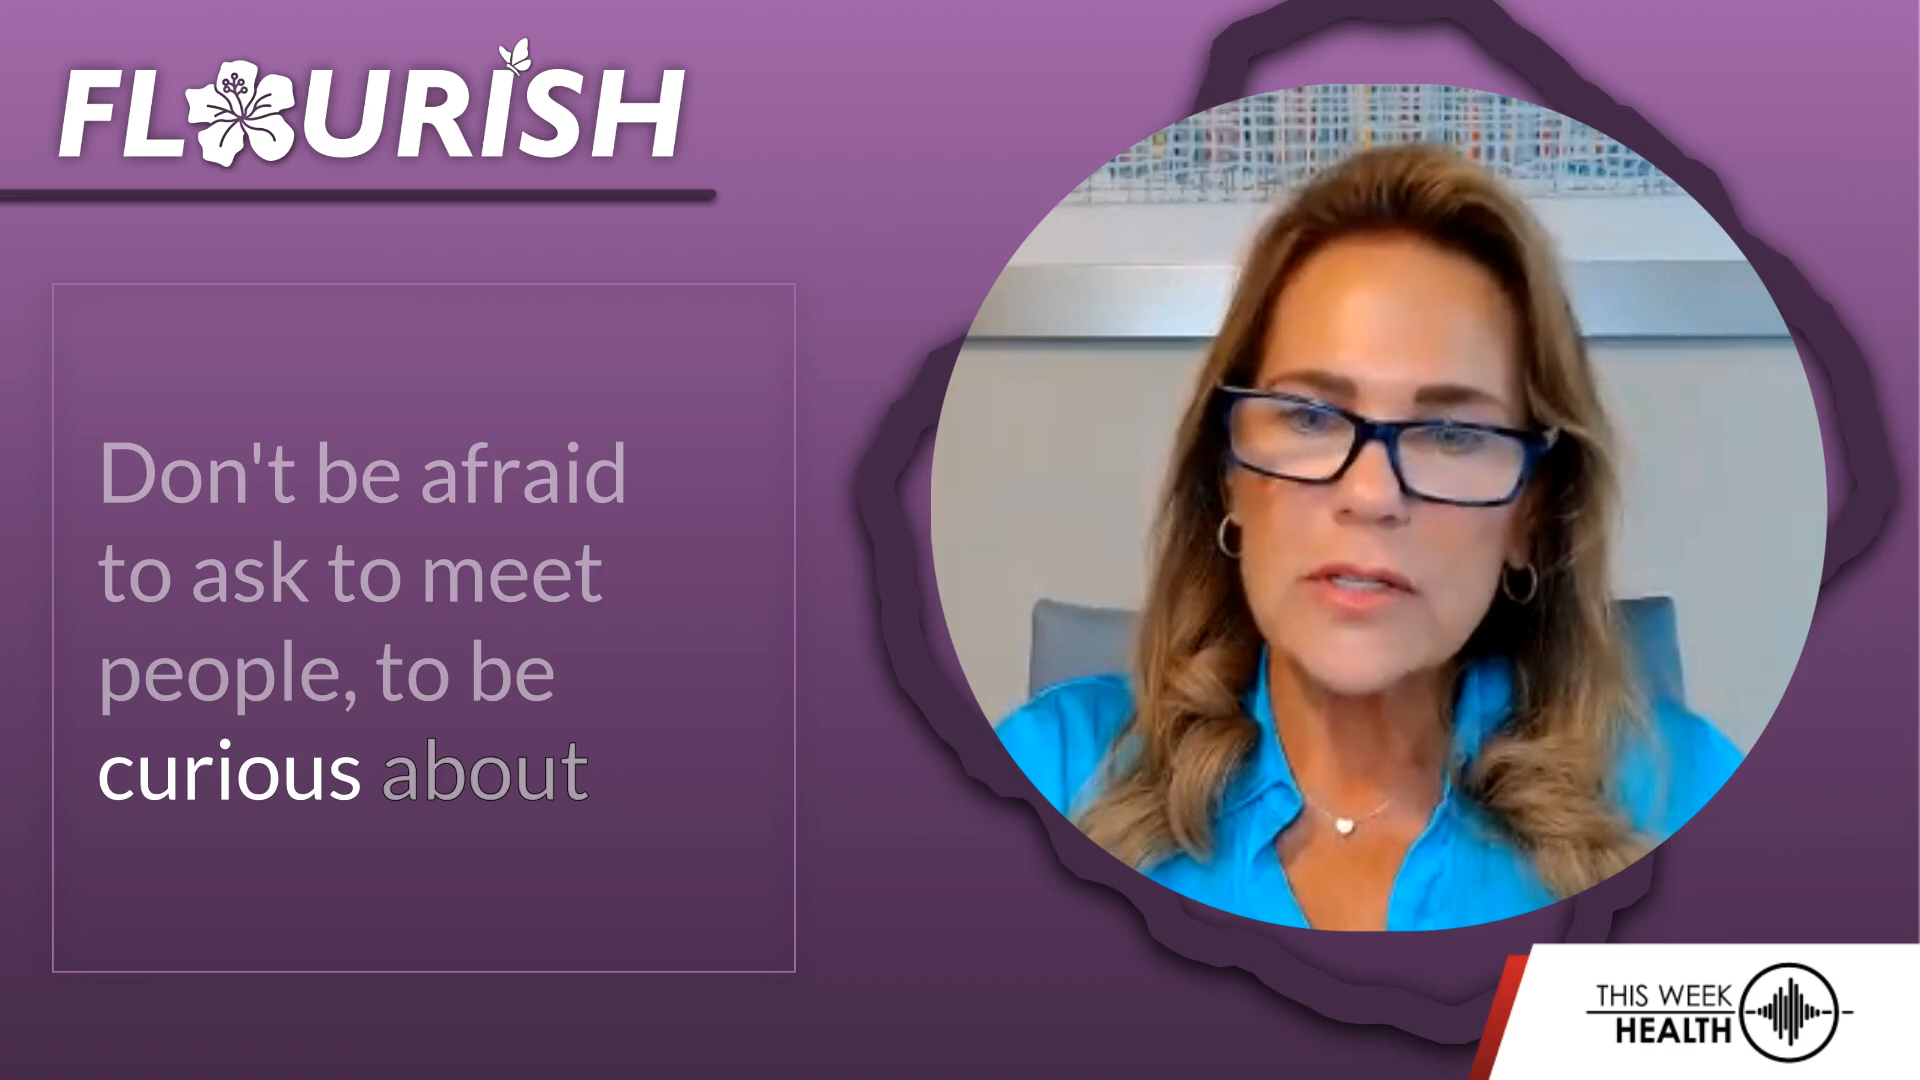 FLOURISH
Don't be afraid
to ask to meet
people, to be
curious about
THIS WEEK
HEALTH